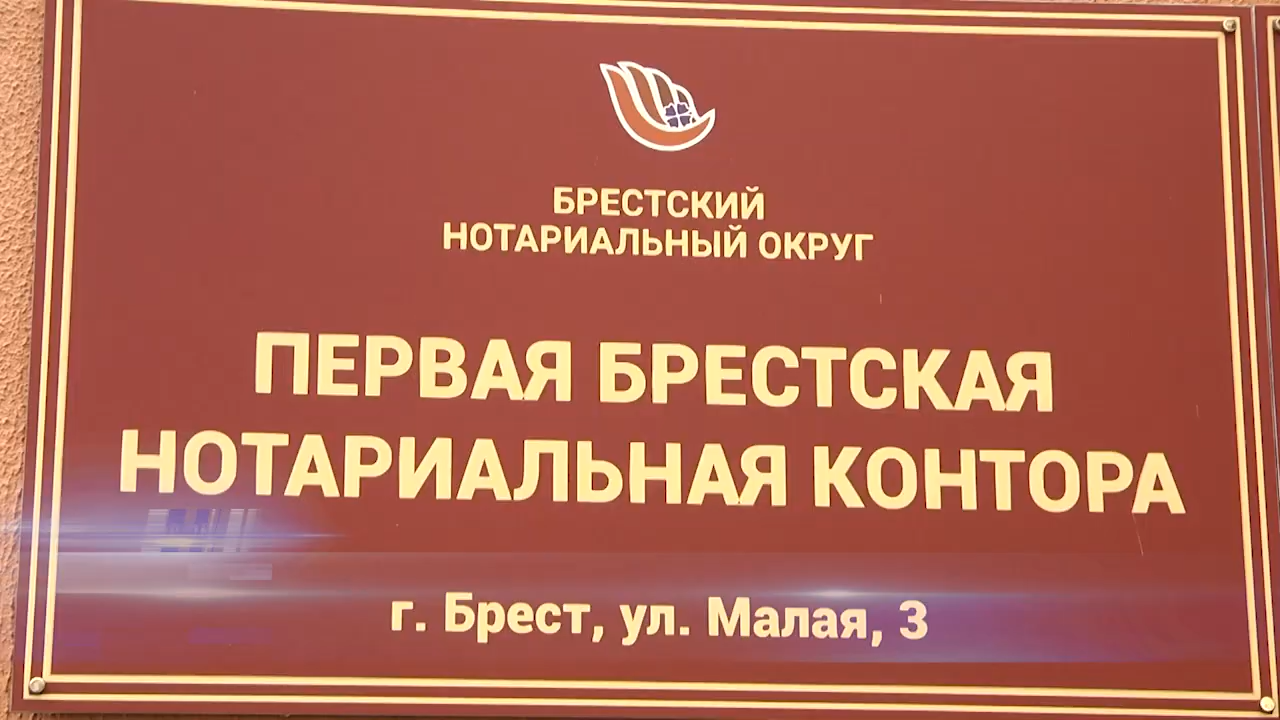 БРЕСТСКИЙ
НОТАРИАЛЬНЫЙ ОКРУГ
ПЕРВАЯ БРЕСТСКАЯ
НОТАРИАЛЬНАЯ КОНТОРА
г. Брест, ул. Малая, 3